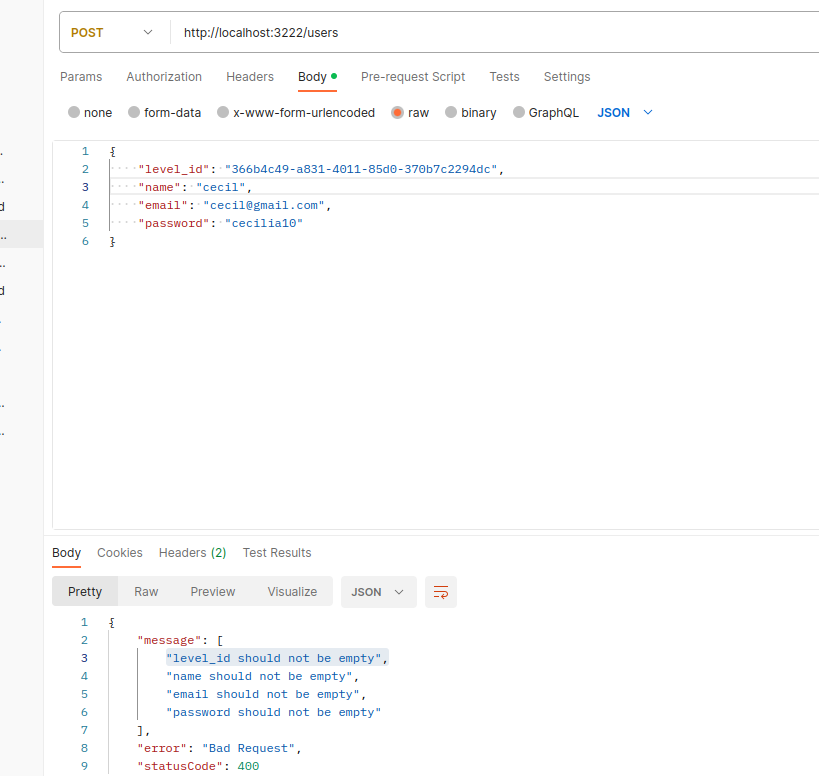 POST http://localhost:3222/users
Params Authorization Headers Body Pre-request Script Tests Settings
none form-data x-www-form-urlencoded raw binary GraphQL JSON
1 {
2 "level_id": "366b4c49-a831-4011-85d0-370b7c2294dc",
3 "name": "cecil",
4 "email": "cecil@gmail.com",
5 "password": "cecilia10"
6 }
Body Cookies Headers (2) Test Results
Pretty Raw Preview Visualize JSON
1 {
2 "message": [
3 "level_id should not be empty",
4 "name should not be empty",
5 "email should not be empty",
6 "password should not be empty"
7 ],
8 "error": "Bad Request",
9 "statusCode": 400